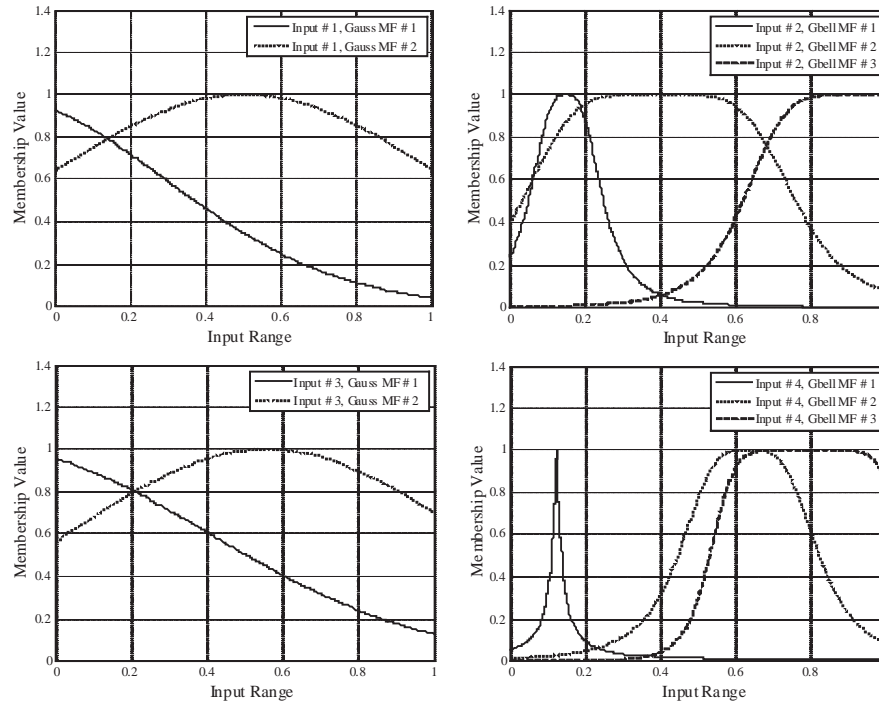 1.4
1.2
1
0.8
0.6
0.4
0.2
0
Membership Value
Input # 1, Gauss MF # 1
Input # 1, Gauss MF # 2
0 0.2 0.4 0.6 0.8 1
Input Range
1.4
1.2
1
0.8
0.6
0.4
0.2
0
Membership Value
Input # 2, Gbell MF # 1
Input # 2, Gbell MF # 2
Input # 2, Gbell MF # 3
0 0.2 0.4 0.6 0.8
Input Range
1.4
1.2
1
0.8
0.6
0.4
0.2
0
Membership Value
Input # 3, Gauss MF # 1
Input # 3, Gauss MF # 2
0 0.2 0.4 0.6 0.8 1
Input Range
1.4
1.2
1
0.8
0.6
0.4
0.2
0
Membership Value
Input # 4, Gbell MF # 1
Input # 4, Gbell MF # 2
Input # 4, Gbell MF # 3
0 0.2 0.4 0.6 0.8
Input Range